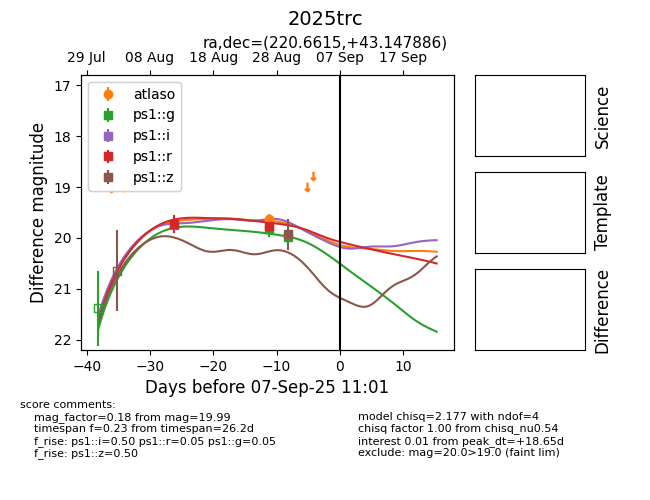 2025trc
ra,dec=(220.6615,+43.147886)
29 Jul 08 Aug 18 Aug 28 Aug 07 Sep 17 Sep
17
18
19
20
21
22
Difference magnitude
atlaso
ps1::g
ps1::i
ps1::r
ps1::z
−40 −30 −20 −10 0 10
Days before 07-Sep-25 11:01
Science
Template
Difference
score comments:
mag_factor=0.18 from mag=19.99
timespan f=0.23 from timespan=26.2d
f_rise: ps1::i=0.50 ps1::r=0.05 ps1::g=0.05
f_rise: ps1::z=0.50
model chisq=2.177 with ndof=4
chisq factor 1.00 from chisq_nu0.54
interest 0.01 from peak_dt=+18.65d
exclude: mag=20.0>19.0 (faint lim)